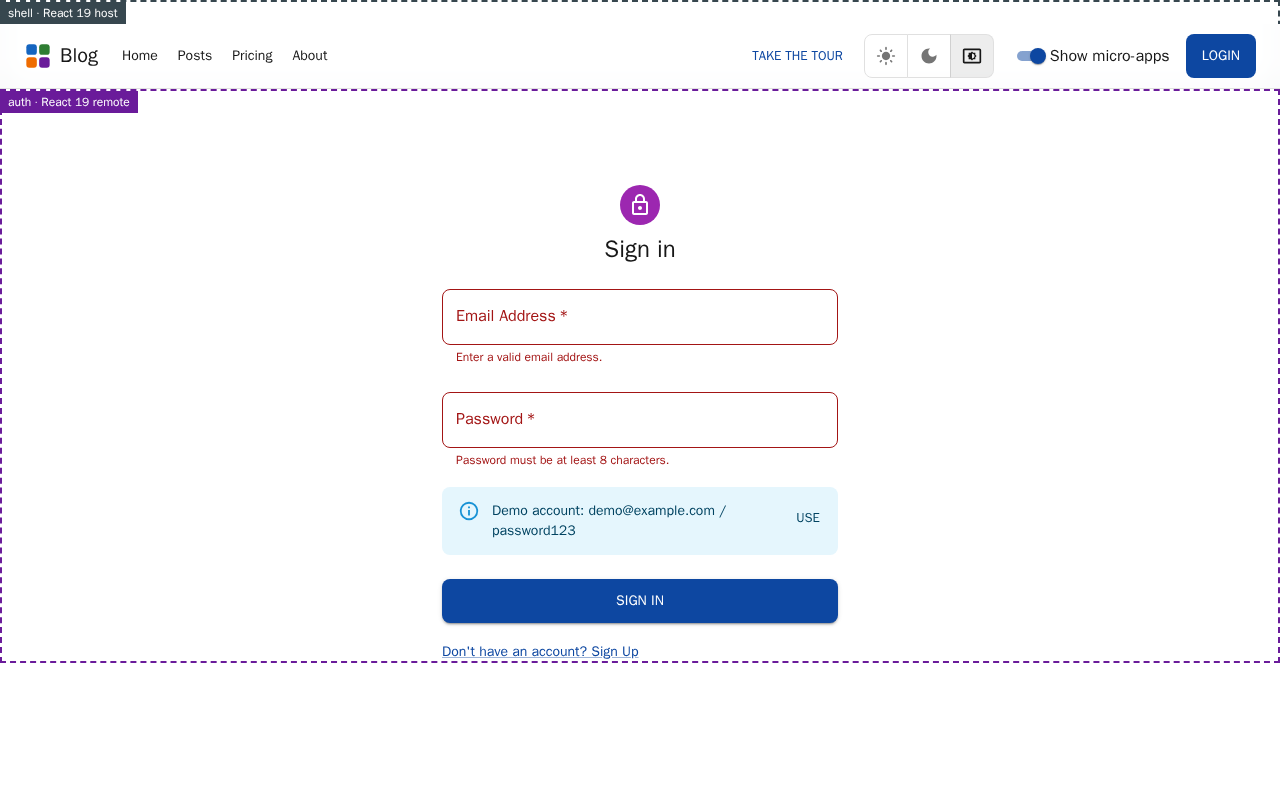 shell · React 19 host
Blog
Home
Posts
Pricing
About
TAKE THE TOUR
Show micro-apps
LOGIN
auth · React 19 remote
Sign in
Email Address *
Enter a valid email address.
Password *
Password must be at least 8 characters.
Demo account: demo@example.com /
password123
USE
SIGN IN
Don't have an account? Sign Up